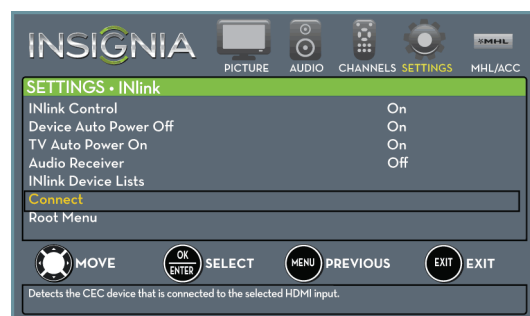 INSIGNIA
PICTURE AUDIO CHANNELS SETTINGS MHL/ACC
MHL
SETTINGS • INlink
INlink Control On
Device Auto Power Off On
TV Auto Power On On
Audio Receiver Off
INlink Device Lists
Connect
Root Menu
MOVE OK ENTER SELECT MENU PREVIOUS EXIT EXIT
Detects the CEC device that is connected to the selected HDMI input.